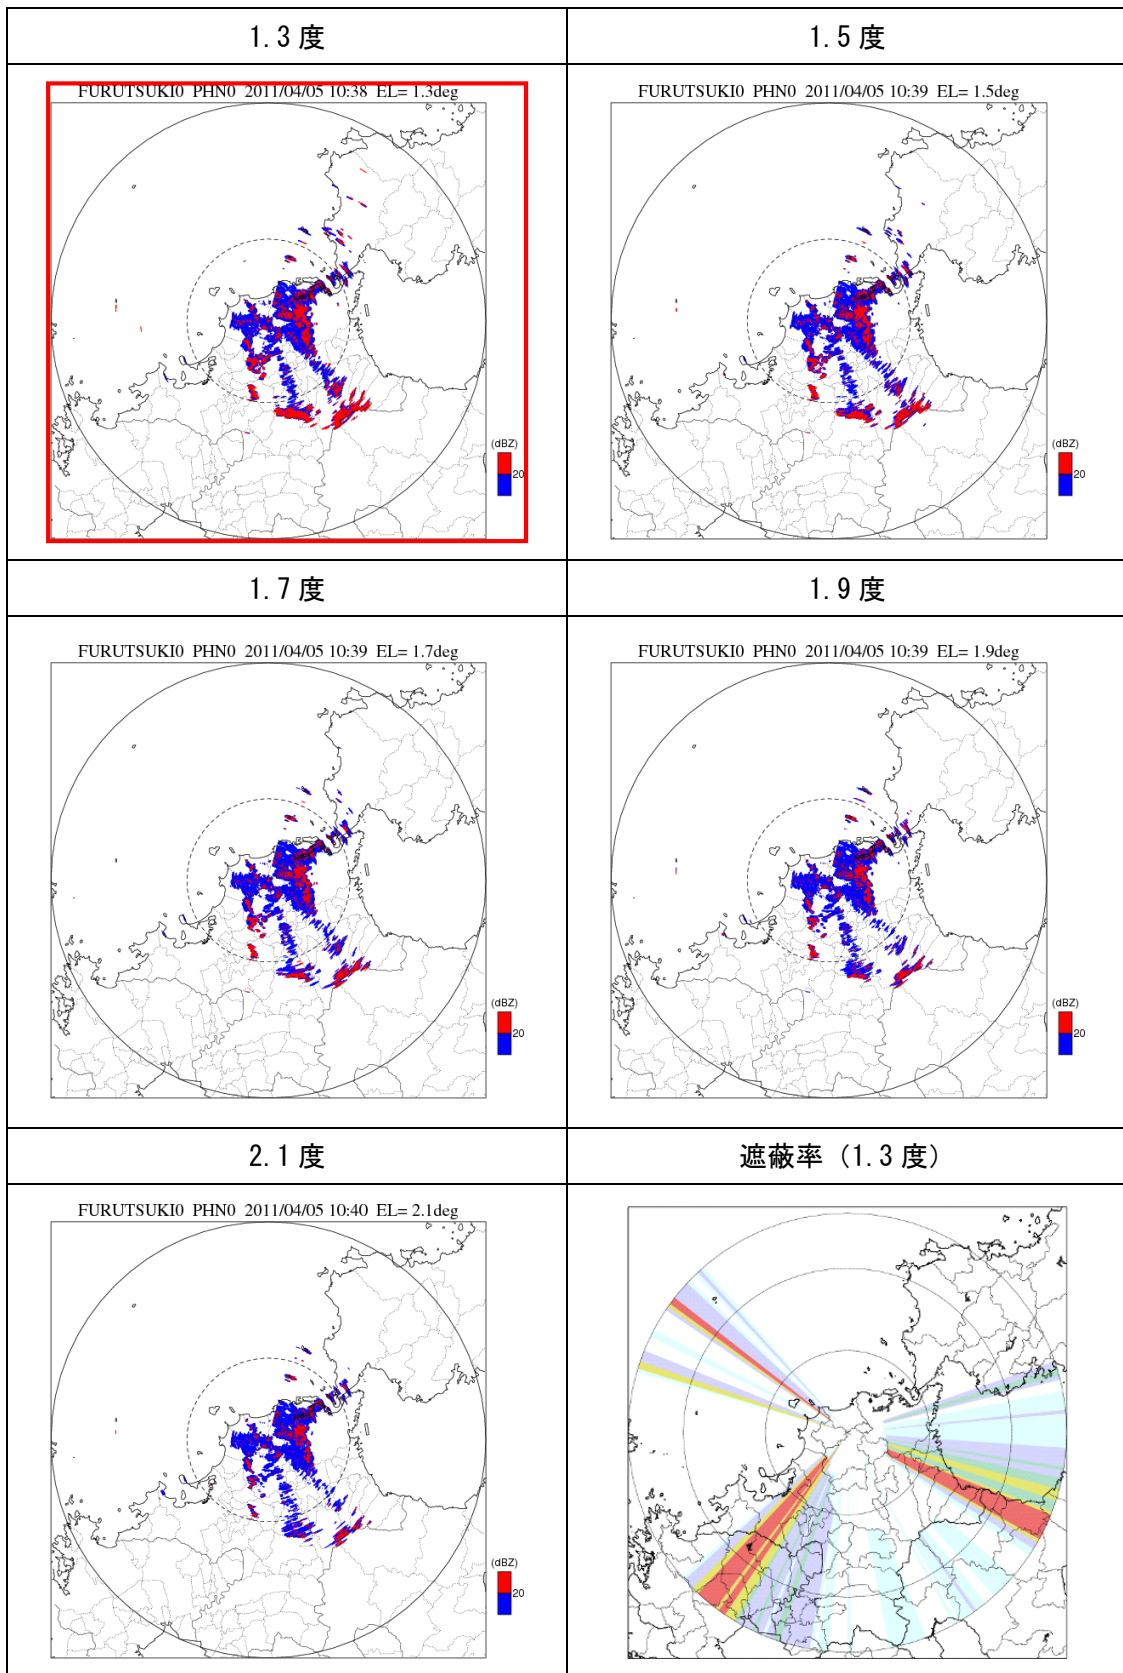 1.3 度
1.5 度
FURUTSUKI0 PHN0 2011/04/05 10:38 EL= 1.3deg
(dBZ)
20
FURUTSUKI0 PHN0 2011/04/05 10:39 EL= 1.5deg
(dBZ)
20
1.7 度
1.9 度
FURUTSUKI0 PHN0 2011/04/05 10:39 EL= 1.7deg
(dBZ)
20
FURUTSUKI0 PHN0 2011/04/05 10:39 EL= 1.9deg
(dBZ)
20
2.1 度
遮蔽率（1.3 度）
FURUTSUKI0 PHN0 2011/04/05 10:40 EL= 2.1deg
(dBZ)
20